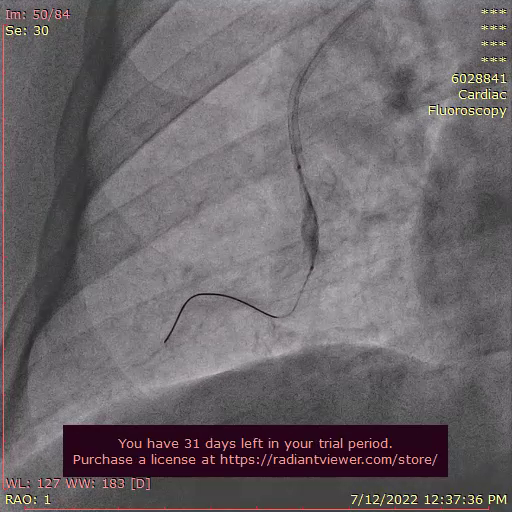 Im: 50/84
Se: 30
***
***
***
***
6028841
Cardiac
Fluoroscopy
You have 31 days left in your trial period.
Purchase a license at https://radiantviewer.com/store/
WL: 127 WW: 183 [D]
RAO: 1
7/12/2022 12:37:36 PM